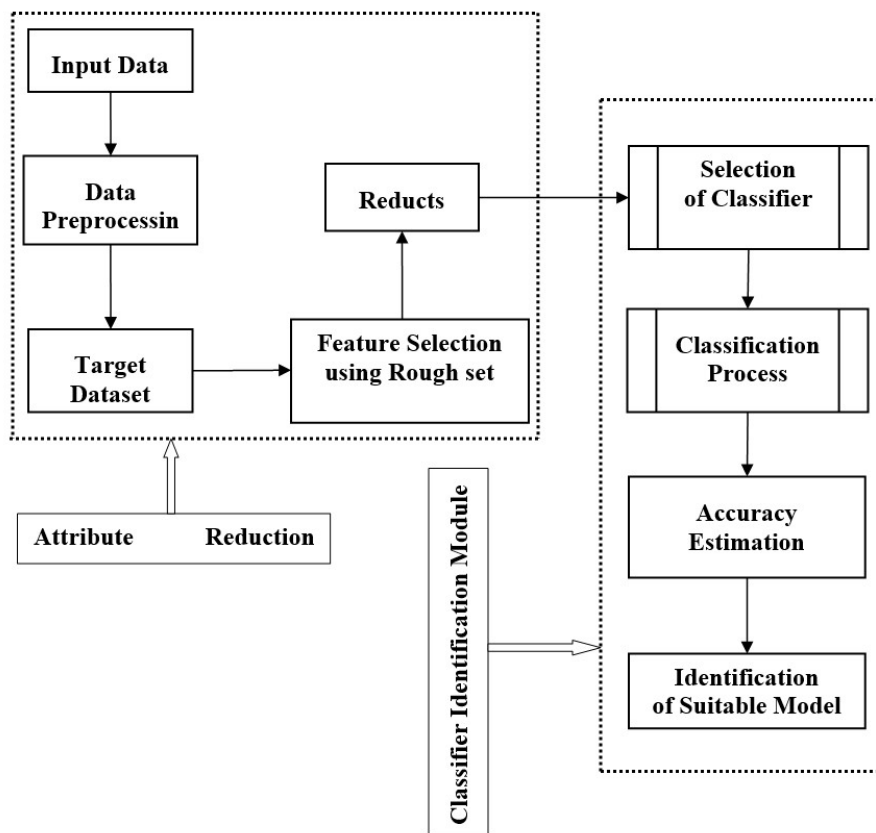 Input Data
Data
Preprocessin
Target
Dataset
Feature Selection
using Rough set
Reducts
Attribute Reduction
Selection
of Classifier
Classification
Process
Accuracy
Estimation
Identification
of Suitable Model
Classifier Identification Module